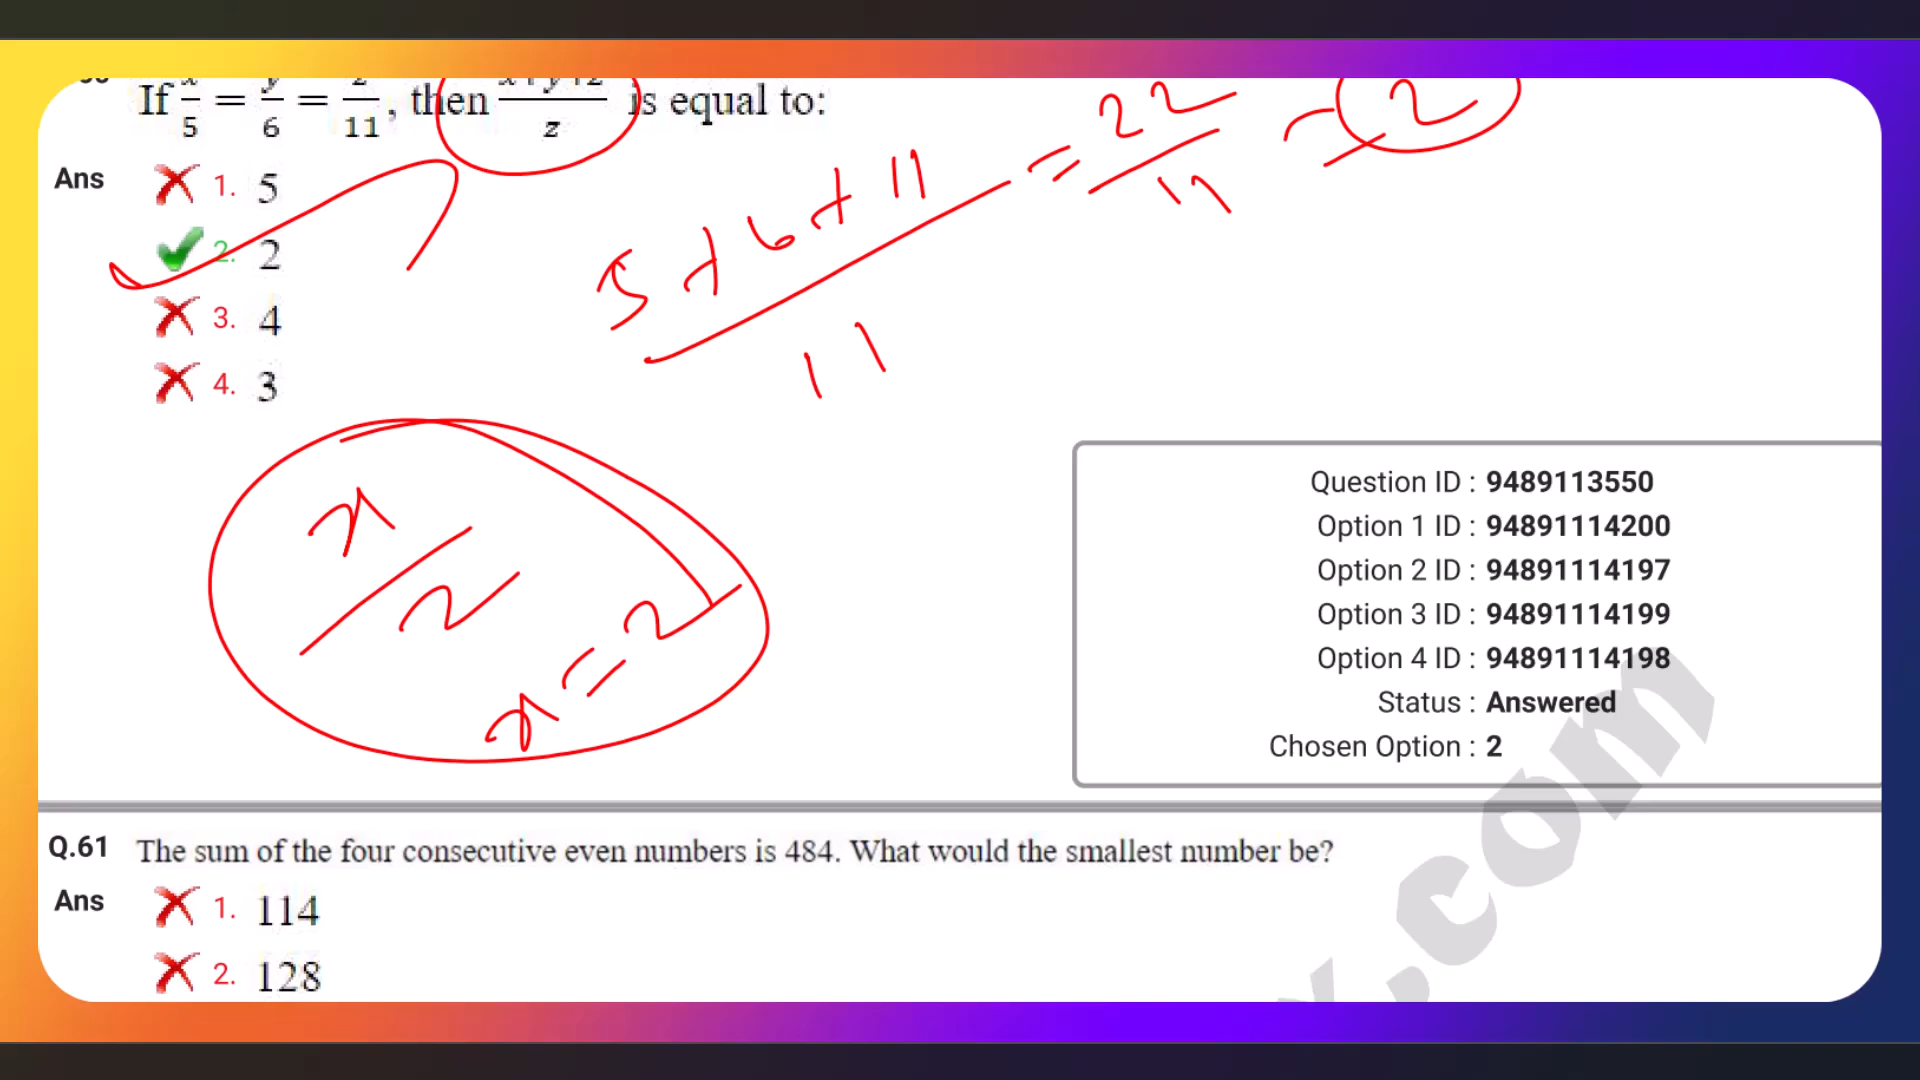 If x/5 = y/6 = z/11, then x+y+z/z is equal to:
Ans
1. 5
2. 2
3. 4
4. 3
5+6+11/11 = 22/11 = 2
x/2
x=2
Question ID : 9489113550
Option 1 ID : 94891114200
Option 2 ID : 94891114197
Option 3 ID : 94891114199
Option 4 ID : 94891114198
Status : Answered
Chosen Option : 2
Q.61 The sum of the four consecutive even numbers is 484. What would the smallest number be?
Ans
1. 114
2. 128
.com